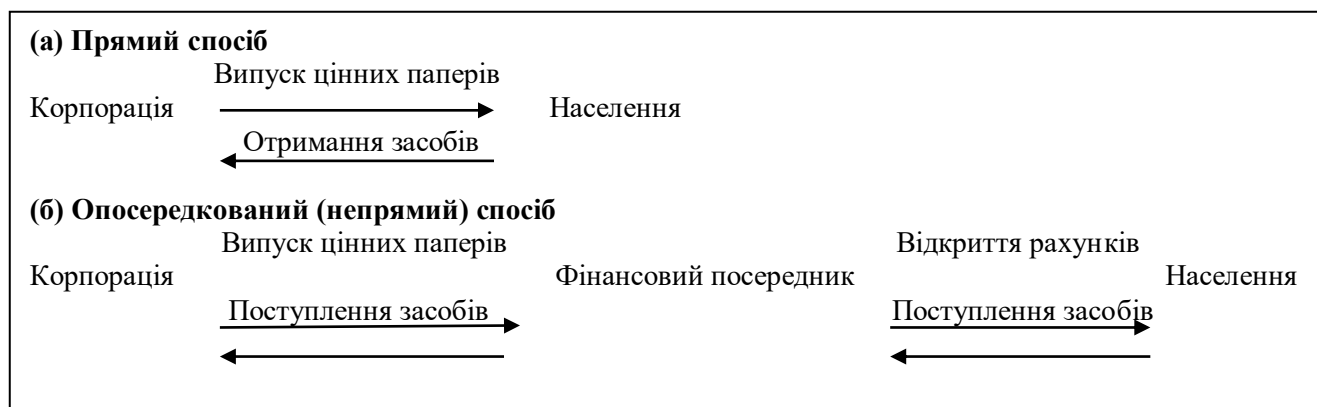 (а) Прямий спосіб
Випуск цінних паперів
Корпорація Населення
Отримання засобів
(б) Опосередкований (непрямий) спосіб
Випуск цінних паперів Відкриття рахунків
Корпорація Фінансовий посередник Населення
Поступлення засобів Поступлення засобів